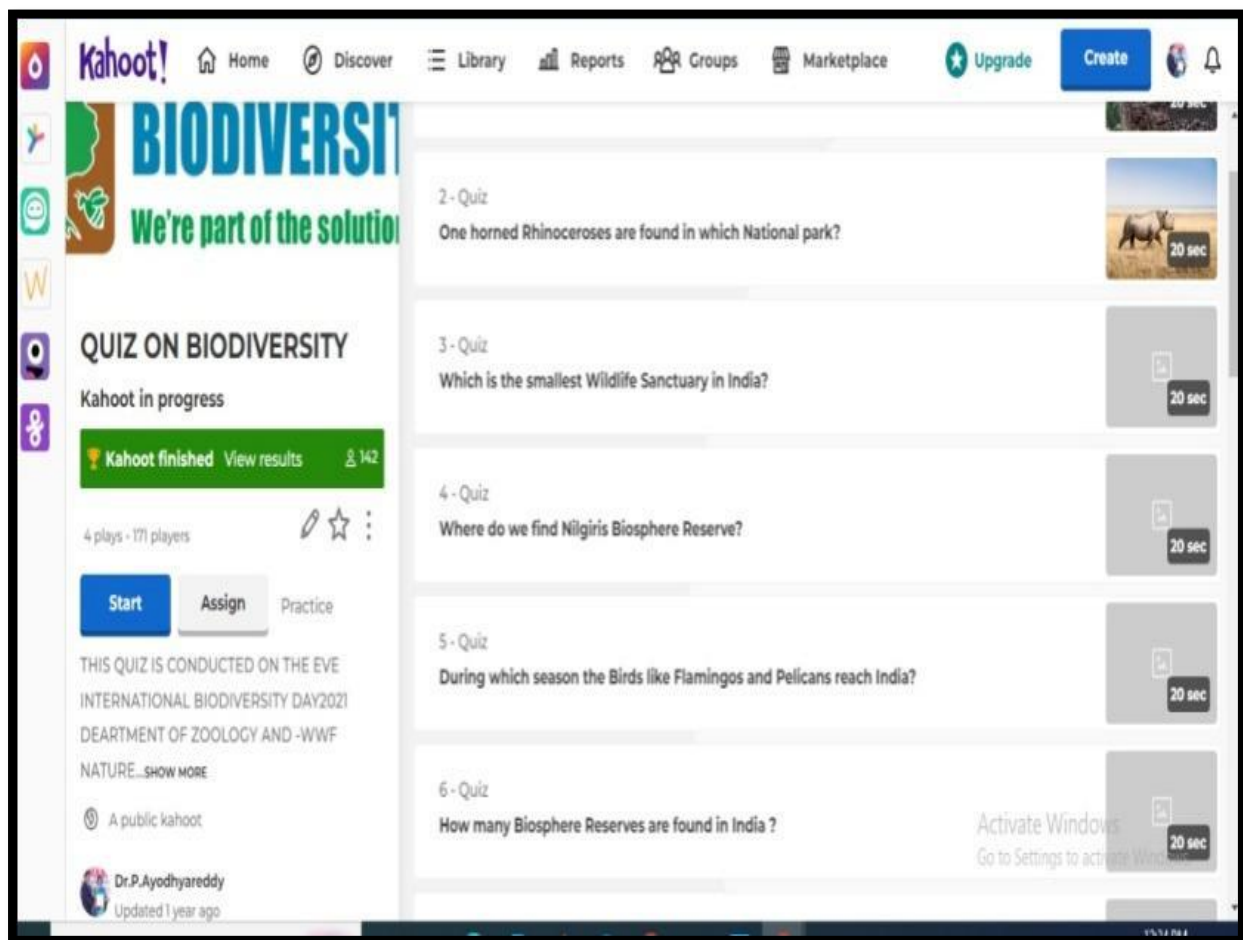 Kahoot! Home Discover Library Reports Groups Marketplace Upgrade Create
BIODIVERSIT
We're part of the solution
QUIZ ON BIODIVERSITY
Kahoot in progress
Kahoot finished View results 142
4 plays · 171 players
Start Assign Practice
THIS QUIZ IS CONDUCTED ON THE EVE
INTERNATIONAL BIODIVERSITY DAY2021
DEARTMENT OF ZOOLOGY AND -WWF
NATURE...SHOW MORE
A public kahoot
Dr.P.Ayodhyareddy
Updated 1 year ago
20 sec
2 - Quiz
One horned Rhinoceroses are found in which National park?
20 sec
3 - Quiz
Which is the smallest Wildlife Sanctuary in India?
20 sec
4 - Quiz
Where do we find Nilgiris Biosphere Reserve?
20 sec
5 - Quiz
During which season the Birds like Flamingos and Pelicans reach India?
20 sec
6 - Quiz
How many Biosphere Reserves are found in India ?
20 sec
Activate Windows
Go to Settings to activate Windows.